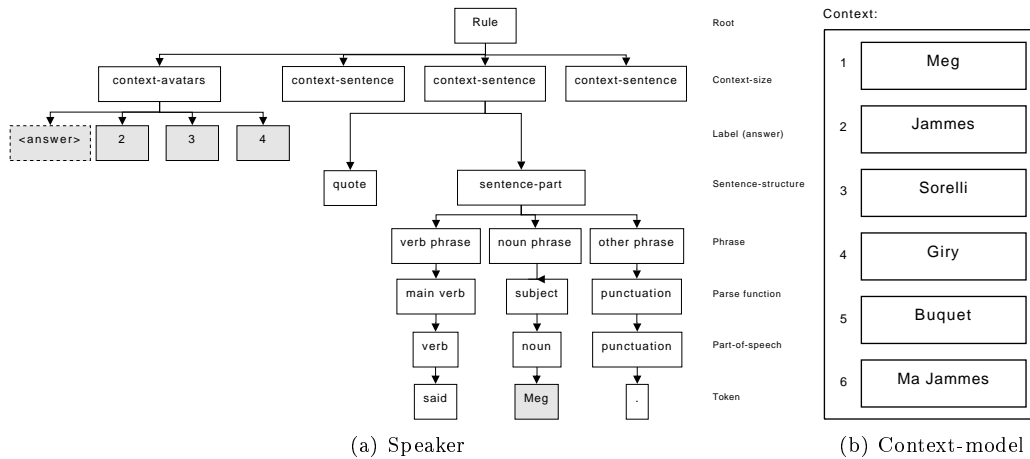 Rule Root
context-avatars context-sentence context-sentence context-sentence Context-size
<answer> 2 3 4 Label (answer)
quote sentence-part Sentence-structure
verb phrase noun phrase other phrase Phrase
main verb subject punctuation Parse function
verb noun punctuation Part-of-speech
said Meg . Token
(a) Speaker
Context:
1 Meg
2 Jammes
3 Sorelli
4 Giry
5 Buquet
6 Ma Jammes
(b) Context-model